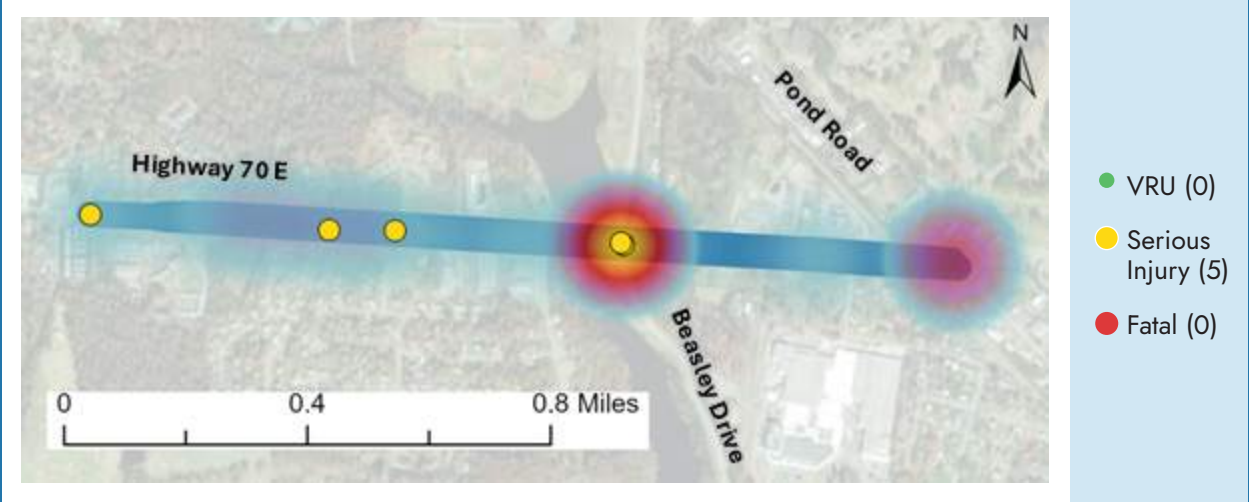 N
Pond Road
Highway 70 E
Beasley Drive
0 0.4 0.8 Miles
VRU (0)
Serious
Injury (5)
Fatal (0)